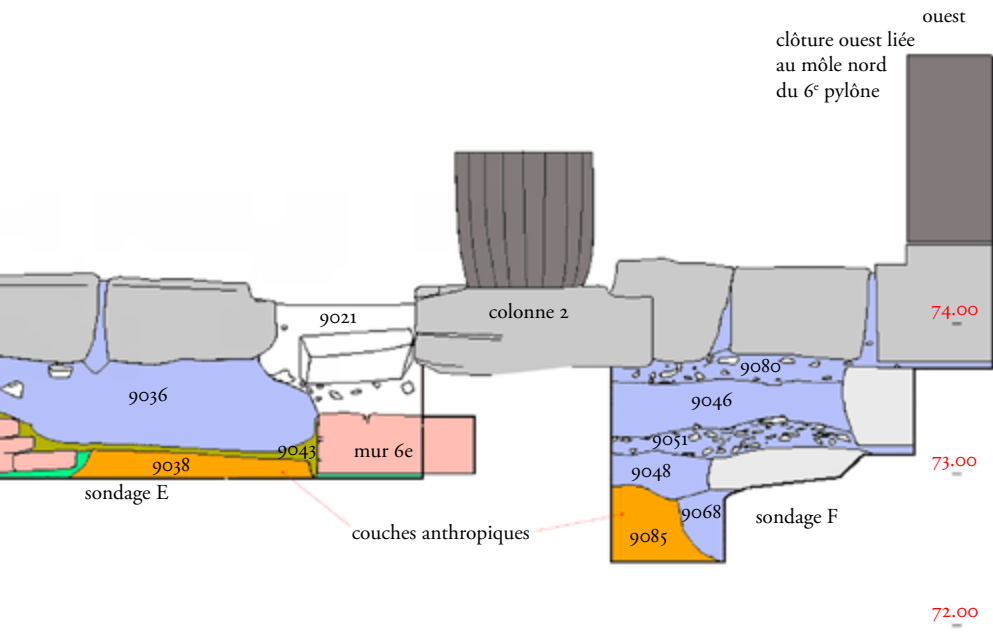 ouest
clôture ouest liée
au môle nord
du 6e pylône
9021
colonne 2
74.00
9080
9036
9046
9051
9043
mur 6e
9038
9048
73.00
sondage E
9068
sondage F
couches anthropiques
9085
72.00